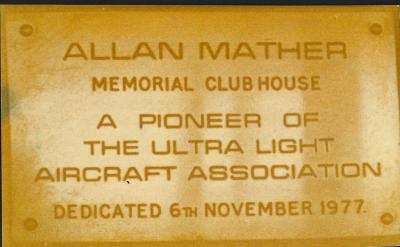 ALLAN MATHER
MEMORIAL CLUBHOUSE
A PIONEER OF
THE ULTRA LIGHT
AIRCRAFT ASSOCIATION
DEDICATED 6TH NOVEMBER 1977.